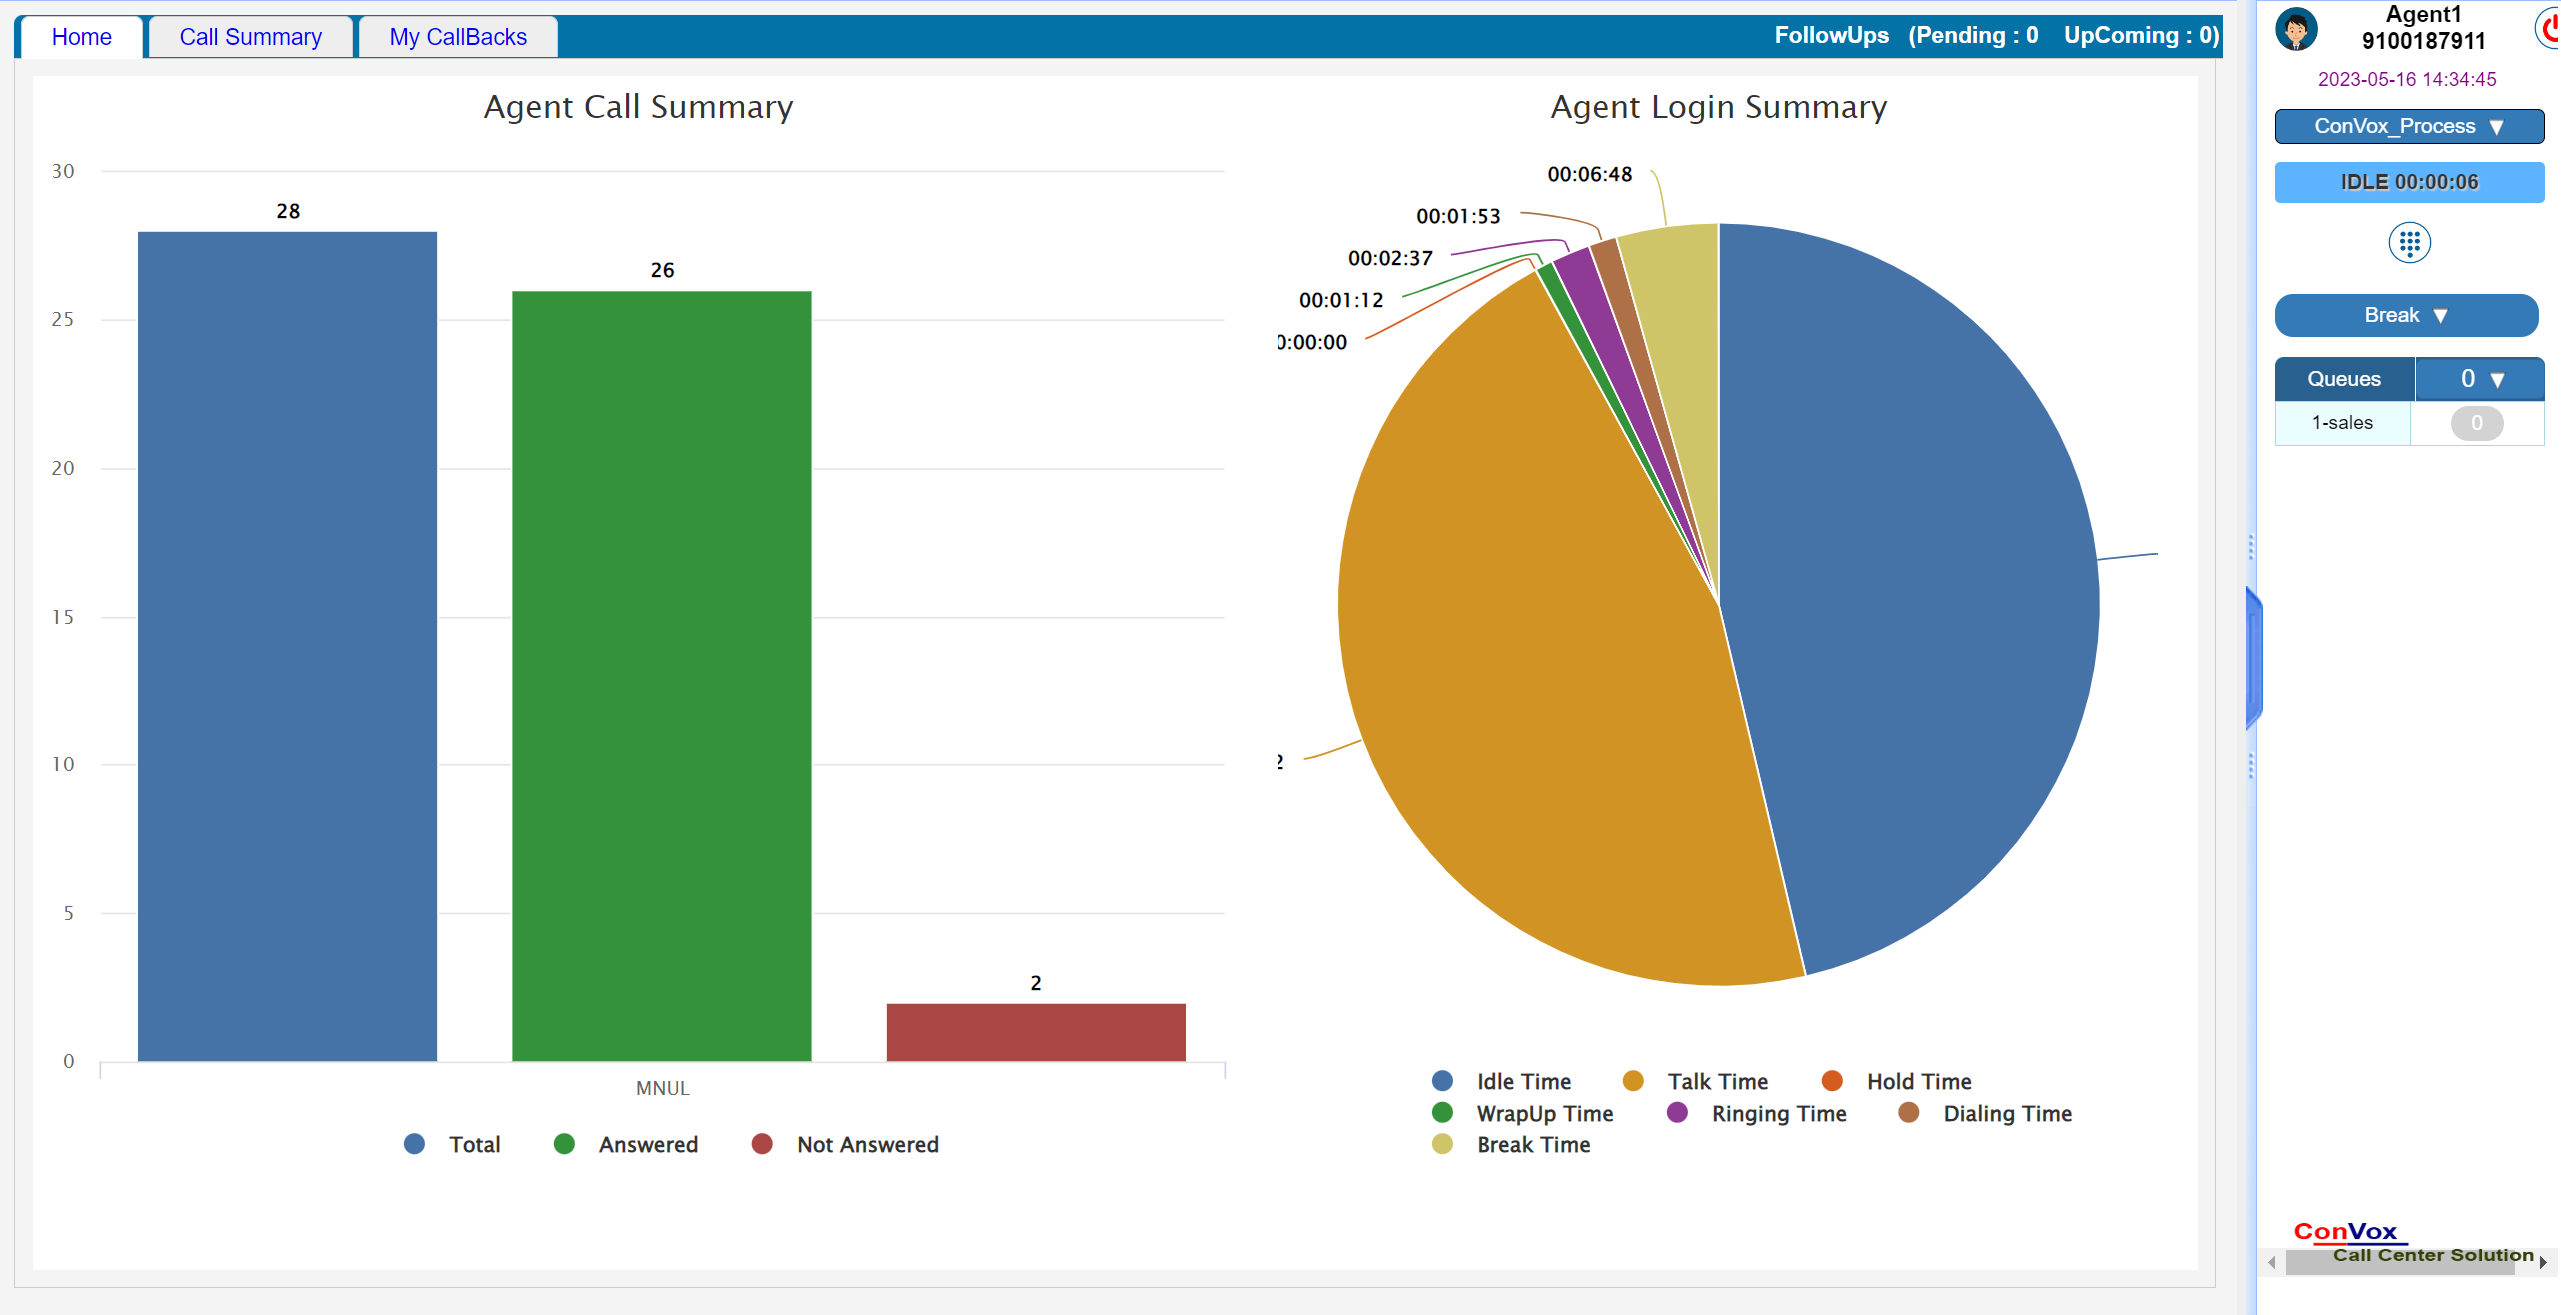 Home Call Summary My CallBacks FollowUps (Pending : 0 UpComing : 0)
Agent Call Summary
30
25
20
15
10
5
0
28
26
2
MNUL
Total Answered Not Answered
Agent Login Summary
00:06:48
00:01:53
00:02:37
00:01:12
0:00:00
2
Idle Time Talk Time Hold Time
WrapUp Time Ringing Time Dialing Time
Break Time
Agent1
9100187911
2023-05-16 14:34:45
ConVox_Process
IDLE 00:00:06
Break
Queues 0
1-sales 0
ConVox
Call Center Solution